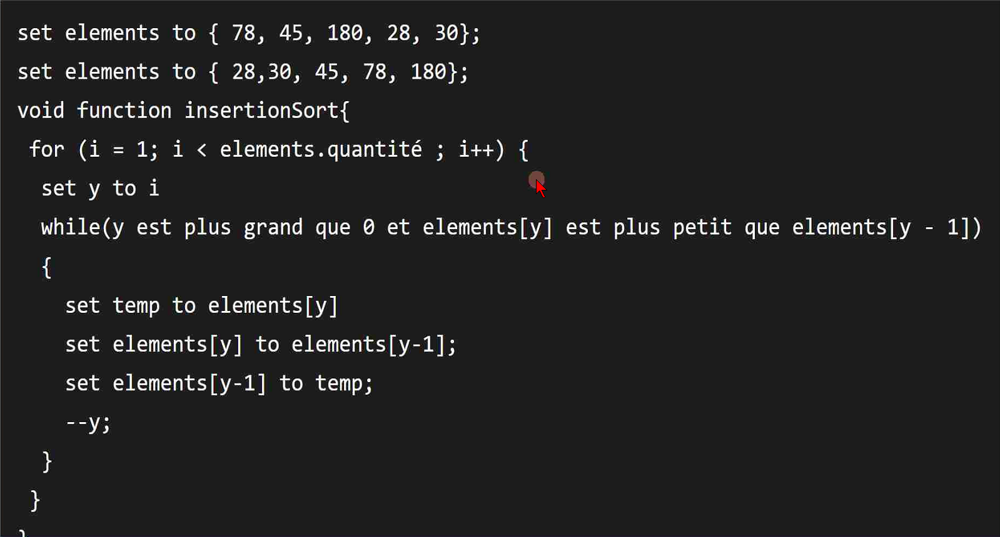 set elements to { 78, 45, 180, 28, 30};
set elements to { 28,30, 45, 78, 180};
void function insertionSort{
for (i = 1; i < elements.quantité ; i++) {
set y to i
while(y est plus grand que 0 et elements[y] est plus petit que elements[y - 1])
{
set temp to elements[y]
set elements[y] to elements[y-1];
set elements[y-1] to temp;
--y;
}
}
}